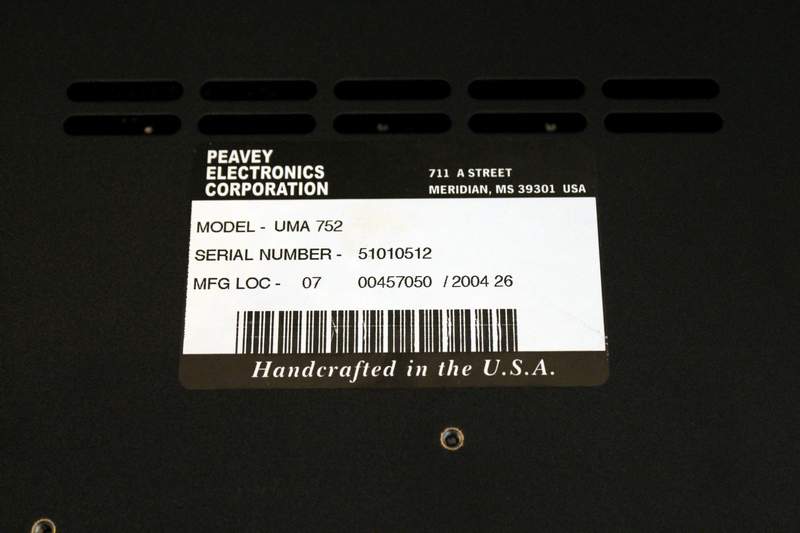 PEAVEY
ELECTRONICS
CORPORATION
711 A STREET
MERIDIAN, MS 39301 USA
MODEL - UMA 752
SERIAL NUMBER - 51010512
MFG LOC - 07 00457050 / 2004 26
Handcrafted in the U.S.A.